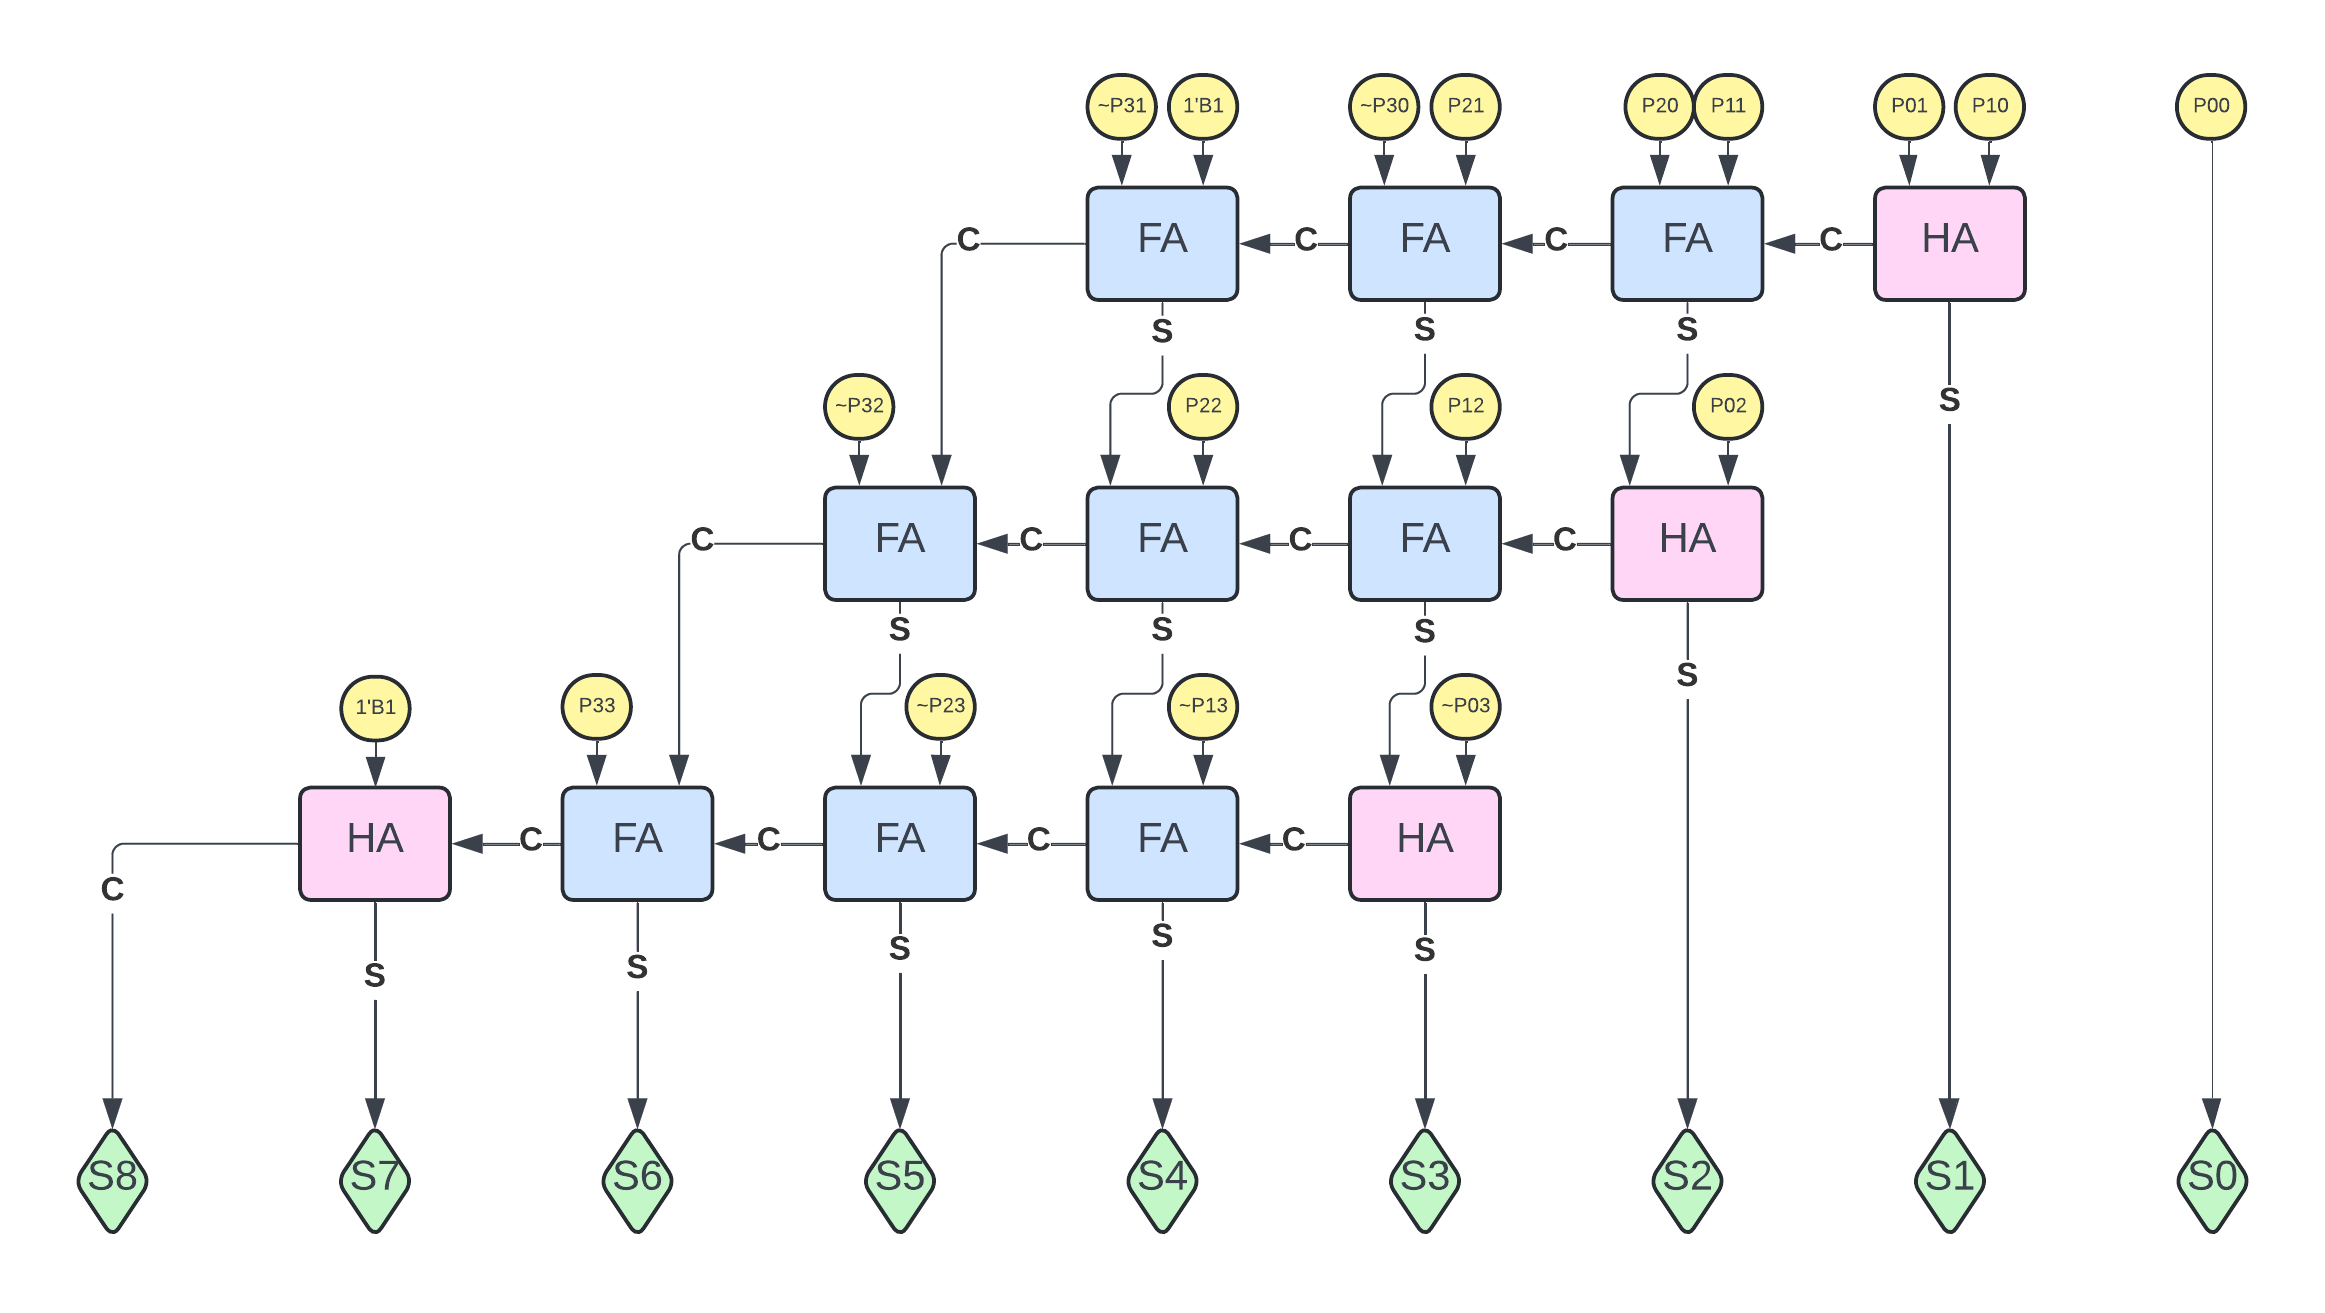 ~P31 1'B1 ~P30 P21 P20 P11 P01 P10 P00
FA FA FA HA
C C C C
S S S S
~P32 P22 P12 P02
FA FA FA HA
C C C C
S S S S
1'B1 P33 ~P23 ~P13 ~P03
HA FA FA FA HA
C C C C C
S S S S S
S8 S7 S6 S5 S4 S3 S2 S1 S0